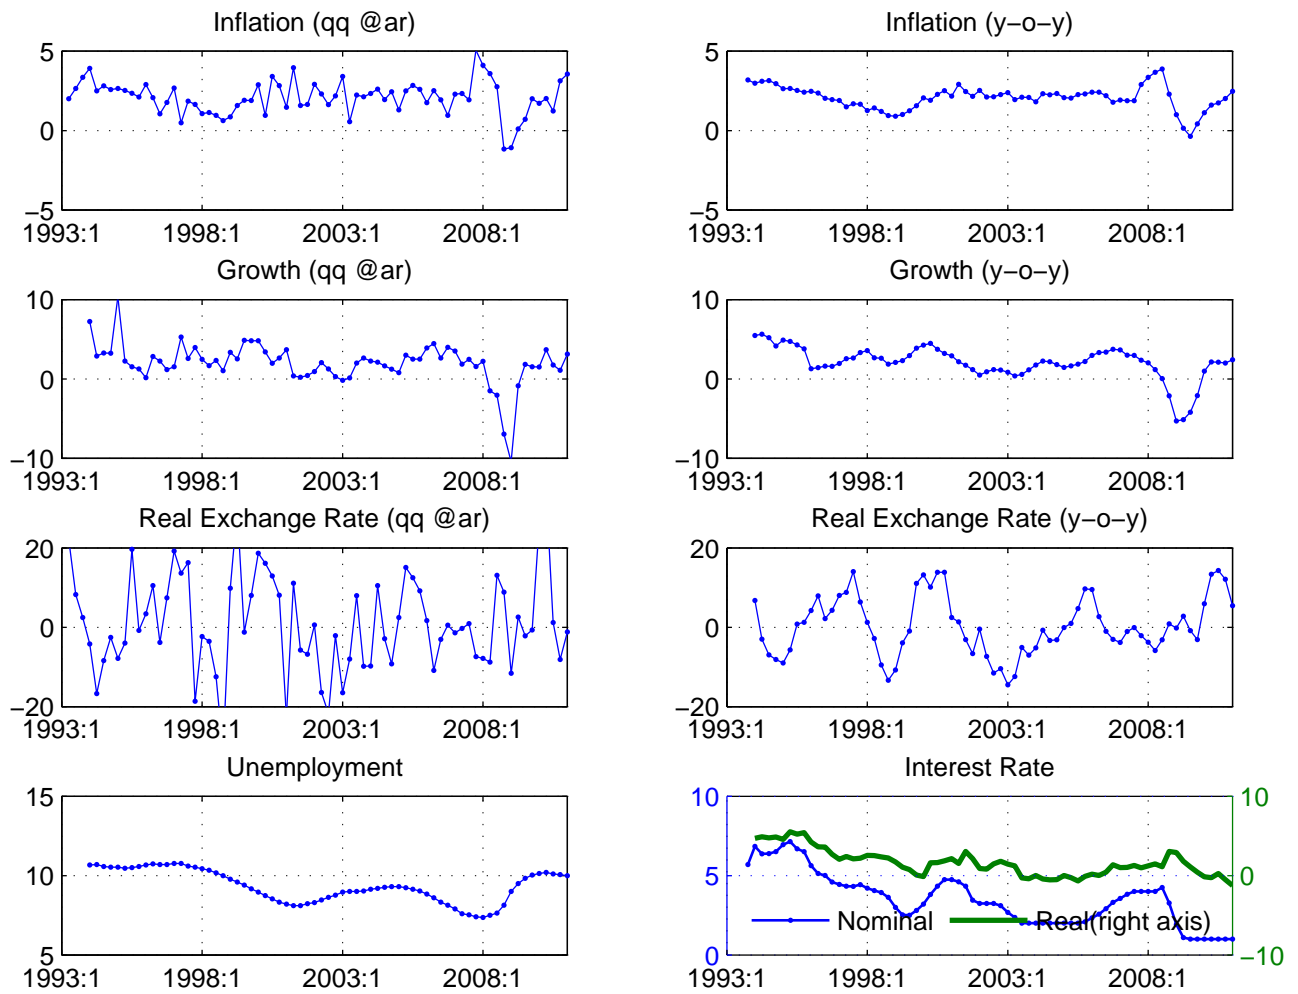 Inflation (qq @ar)
5
0
−5
1993:1 1998:1 2003:1 2008:1
Inflation (y−o−y)
5
0
−5
1993:1 1998:1 2003:1 2008:1
Growth (qq @ar)
10
0
−10
1993:1 1998:1 2003:1 2008:1
Growth (y−o−y)
10
0
−10
1993:1 1998:1 2003:1 2008:1
Real Exchange Rate (qq @ar)
20
0
−20
1993:1 1998:1 2003:1 2008:1
Real Exchange Rate (y−o−y)
20
0
−20
1993:1 1998:1 2003:1 2008:1
Unemployment
15
10
5
1993:1 1998:1 2003:1 2008:1
Interest Rate
10 10
5 0
Nominal Real(right axis)
0 −10
1993:1 1998:1 2003:1 2008:1